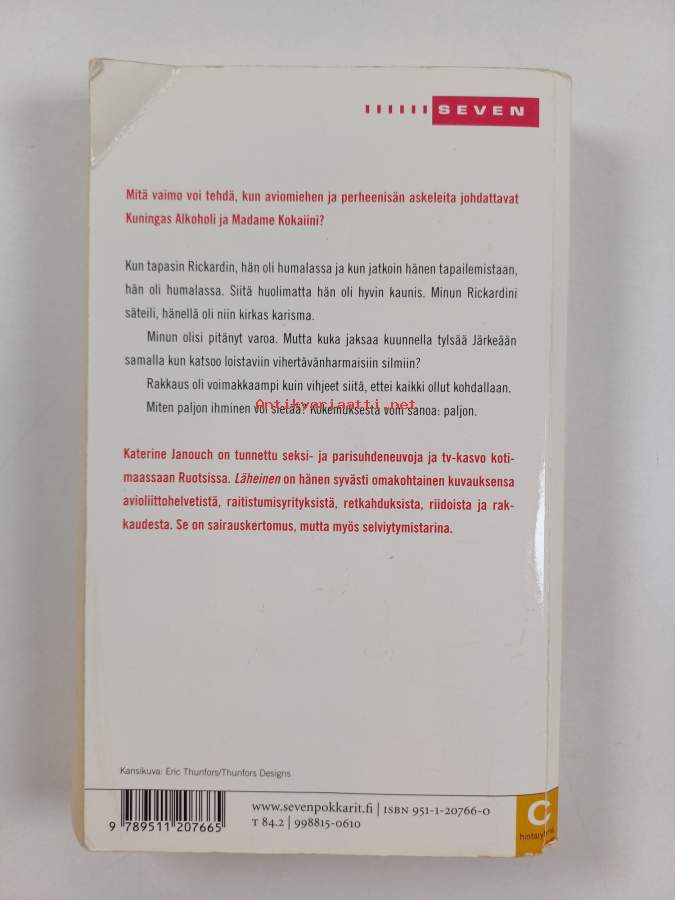 SEVEN
Mitä vaimo voi tehdä, kun aviomiehen ja perheenisän askeleita johdattavat
Kuningas Alkoholi ja Madame Kokaiini?
Kun tapasin Rickardin, hän oli humalassa ja kun jatkoin hänen tapailemistaan,
hän oli humalassa. Siitä huolimatta hän oli hyvin kaunis. Minun Rickardini
säteili, hänellä oli niin kirkas karisma.
Minun olisi pitänyt varoa. Mutta kuka jaksaa kuunnella tylsää Järkeään
samalla kun katsoo loistaviin vihertävänharmaisiin silmiin?
Rakkaus oli voimakkaampi kuin vihjeet siitä, ettei kaikki ollut kohdallaan.
Miten paljon ihminen voi sietää? Kokemuksesta voin sanoa: paljon.
Antikvariaatti.net
Katerine Janouch on tunnettu seksi- ja parisuhdeneuvoja ja tv-kasvo koti-
maassaan Ruotsissa. Läheinen on hänen syvästi omakohtainen kuvauksensa
avioliittohelvetistä, raitistumisyrityksistä, retkahduksista, riidoista ja rak-
kaudesta. Se on sairauskertomus, mutta myös selviytymistarina.
Kansikuva: Eric Thunfors/Thunfors Designs
www.sevenpokkarit.fi | ISBN 951-1-20766-0
T 84.2 | 998815-0610
9 789511 207665
C